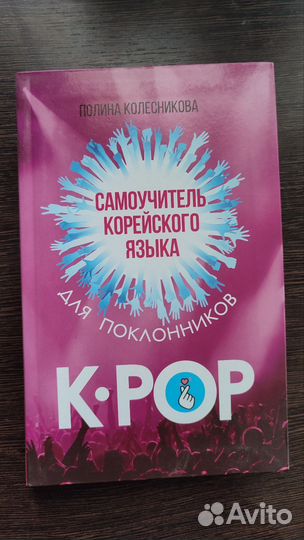 ПОЛИНА КОЛЕСНИКОВА
САМОУЧИТЕЛЬ
КОРЕЙСКОГО
ЯЗЫКА
ДЛЯ ПОКЛОННИКОВ
K·POP
Avito